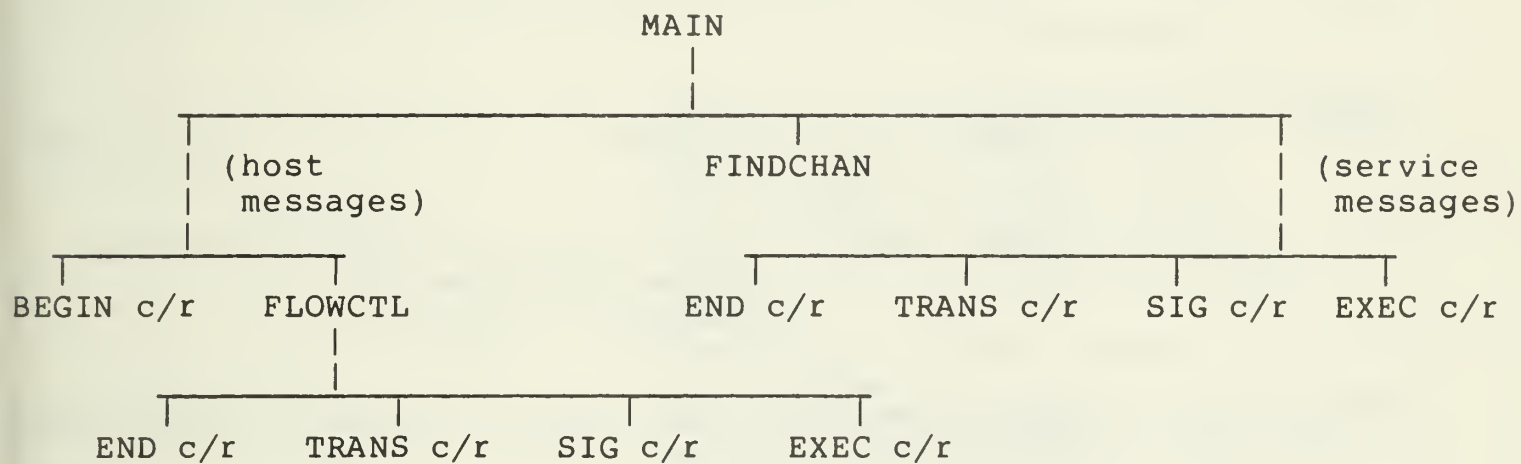 MAIN
(host FINDCHAN (service
messages) messages)
BEGIN c/r FLOWCTL END c/r TRANS c/r SIG c/r EXEC c/r
END c/r TRANS c/r SIG c/r EXEC c/r